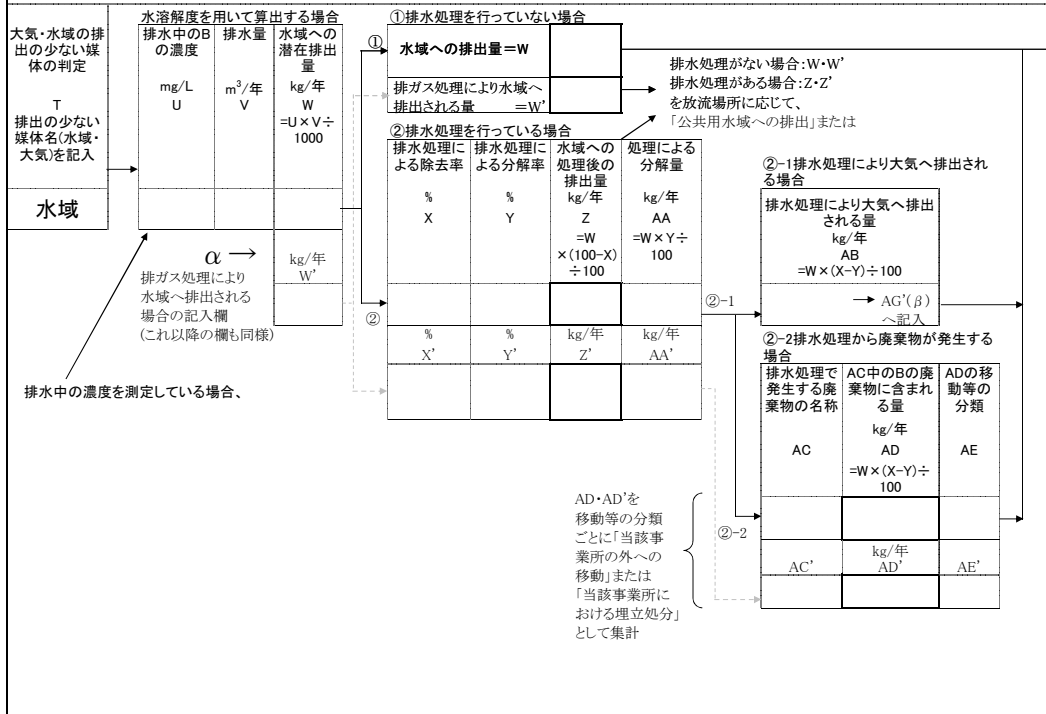 大気・水域の排
出の少ない媒
体の判定
T
排出の少ない
媒体名(水域・
大気)を記入
水域
水溶解度を用いて算出する場合
排水中のB
の濃度
mg/L
U
排水量
m³/年
V
水域への
潜在排出
量
kg/年
W
=U×V÷
1000
α→
kg/年
W’
排ガス処理により
水域へ排出される
場合の記入欄
(これ以降の欄も同様)
排水中の濃度を測定している場合、
①排水処理を行っていない場合
①
水域への排出量=W
排ガス処理により水域へ
排出される量 =W’
排水処理がない場合:W・W’
排水処理がある場合:Z・Z’
を放流場所に応じて、
「公共用水域への排出」または
②排水処理を行っている場合
②
排水処理に
よる除去率
%
X
排水処理に
よる分解率
%
Y
水域への
処理後の
排出量
kg/年
Z
=W
×(100-X)
÷100
処理による
分解量
kg/年
AA
=W×Y÷
100
%
X’
%
Y’
kg/年
Z’
kg/年
AA’
②-1
②-1排水処理により大気へ排出され
る場合
排水処理により大気へ排出
される量
kg/年
AB
=W×(X-Y)÷100
→ AG’(β)
へ記入
②-2排水処理から廃棄物が発生する
場合
排水処理で
発生する廃
棄物の名称
AC
AC中のBの廃
棄物に含まれ
る量
kg/年
AD
=W×(X-Y)÷
100
ADの移
動等の
分類
AE
②-2
AC’
kg/年
AD’
AE’
AD・AD’を
移動等の分類
ごとに「当該事
業所の外への
移動」または
「当該事業所に
おける埋立処分」
として集計